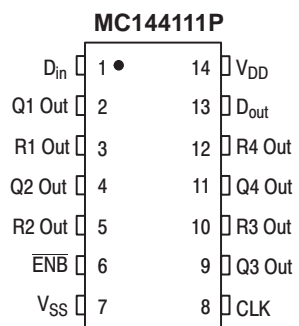 MC144111P
Din 1 14 VDD
Q1 Out 2 13 Dout
R1 Out 3 12 R4 Out
Q2 Out 4 11 Q4 Out
R2 Out 5 10 R3 Out
E̅N̅B̅ 6 9 Q3 Out
VSS 7 8 CLK